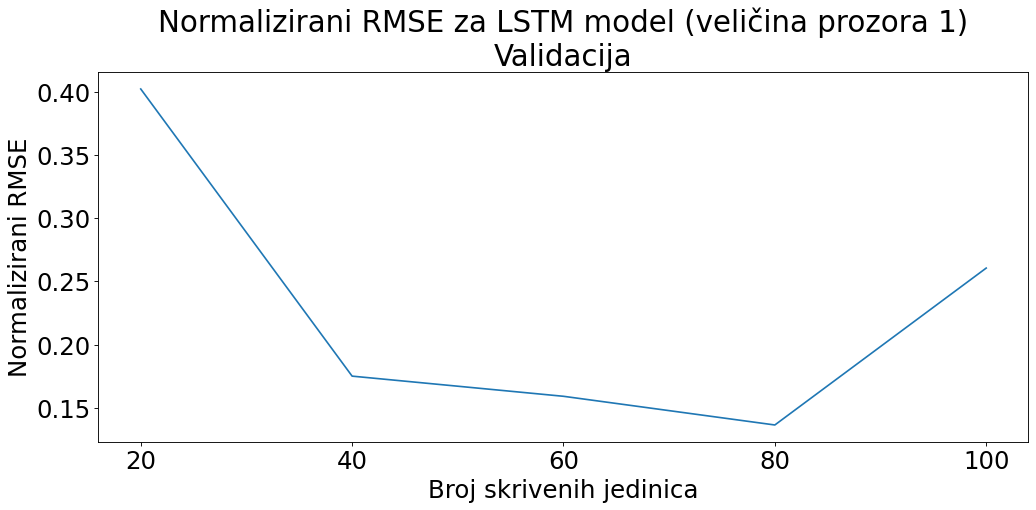 Normalizirani RMSE za LSTM model (veličina prozora 1)
Validacija
Normalizirani RMSE
0.40
0.35
0.30
0.25
0.20
0.15
20 40 60 80 100
Broj skrivenih jedinica